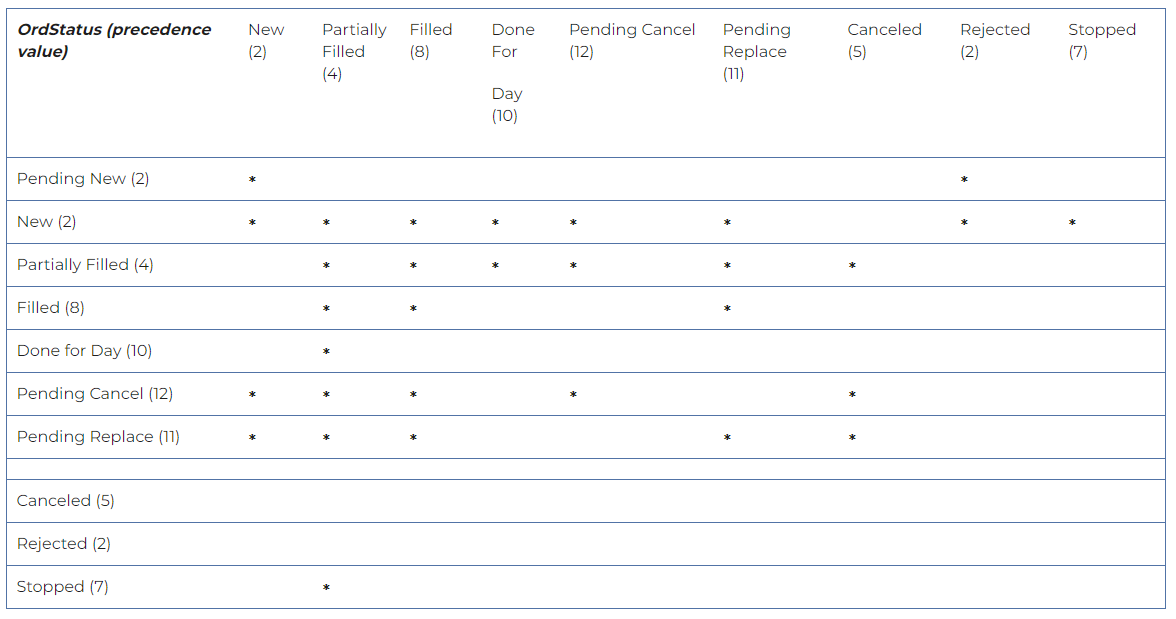 OrdStatus (precedence value) New (2) Partially Filled (4) Filled (8) Done For Day (10) Pending Cancel (12) Pending Replace (11) Canceled (5) Rejected (2) Stopped (7)
Pending New (2) * *
New (2) * * * * * * * *
Partially Filled (4) * * * * * *
Filled (8) * * *
Done for Day (10) *
Pending Cancel (12) * * * * *
Pending Replace (11) * * * * *
Canceled (5)
Rejected (2)
Stopped (7) *